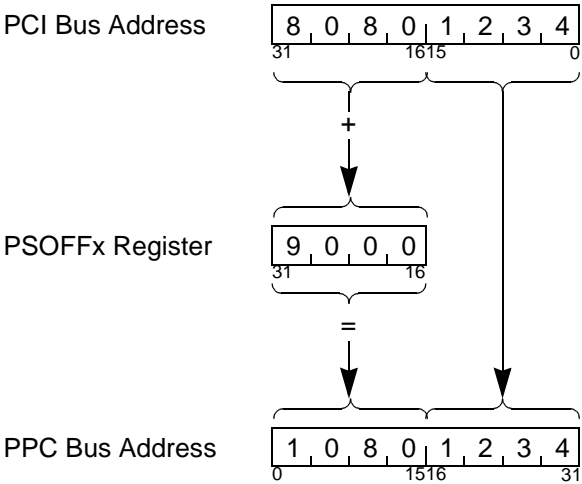 PCI Bus Address 8 0 8 0 1 2 3 4
31 16 15 0
+
PSOFFx Register 9 0 0 0
31 16
=
PPC Bus Address 1 0 8 0 1 2 3 4
0 15 16 31